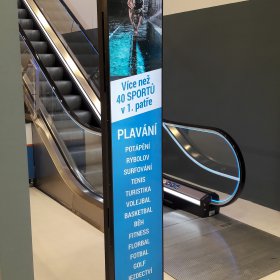 Více než
40 SPORTŮ
v 1. patře
PLAVÁNÍ
POTÁPĚNÍ
RYBOLOV
SURFOVÁNÍ
TENIS
TURISTIKA
VOLEJBAL
BASKETBAL
BĚH
FITNESS
FLORBAL
FOTBAL
GOLF
JEZDECTVÍ